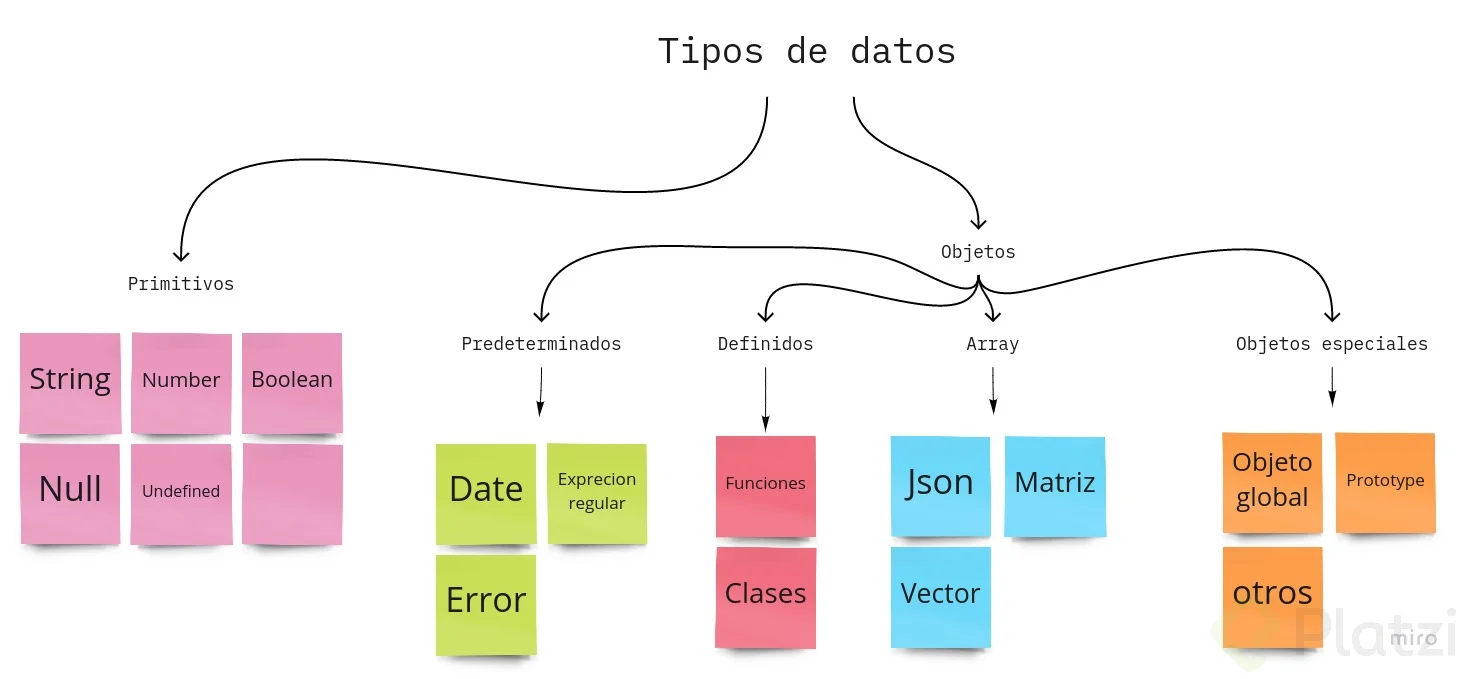 Tipos de datos
Objetos
Primitivos
Predeterminados
Definidos
Array
Objetos especiales
String
Number
Boolean
Null
Undefined
Date
Exprecion
regular
Error
Funciones
Clases
Json
Matriz
Vector
Objeto
global
Prototype
otros
Platzi
miro